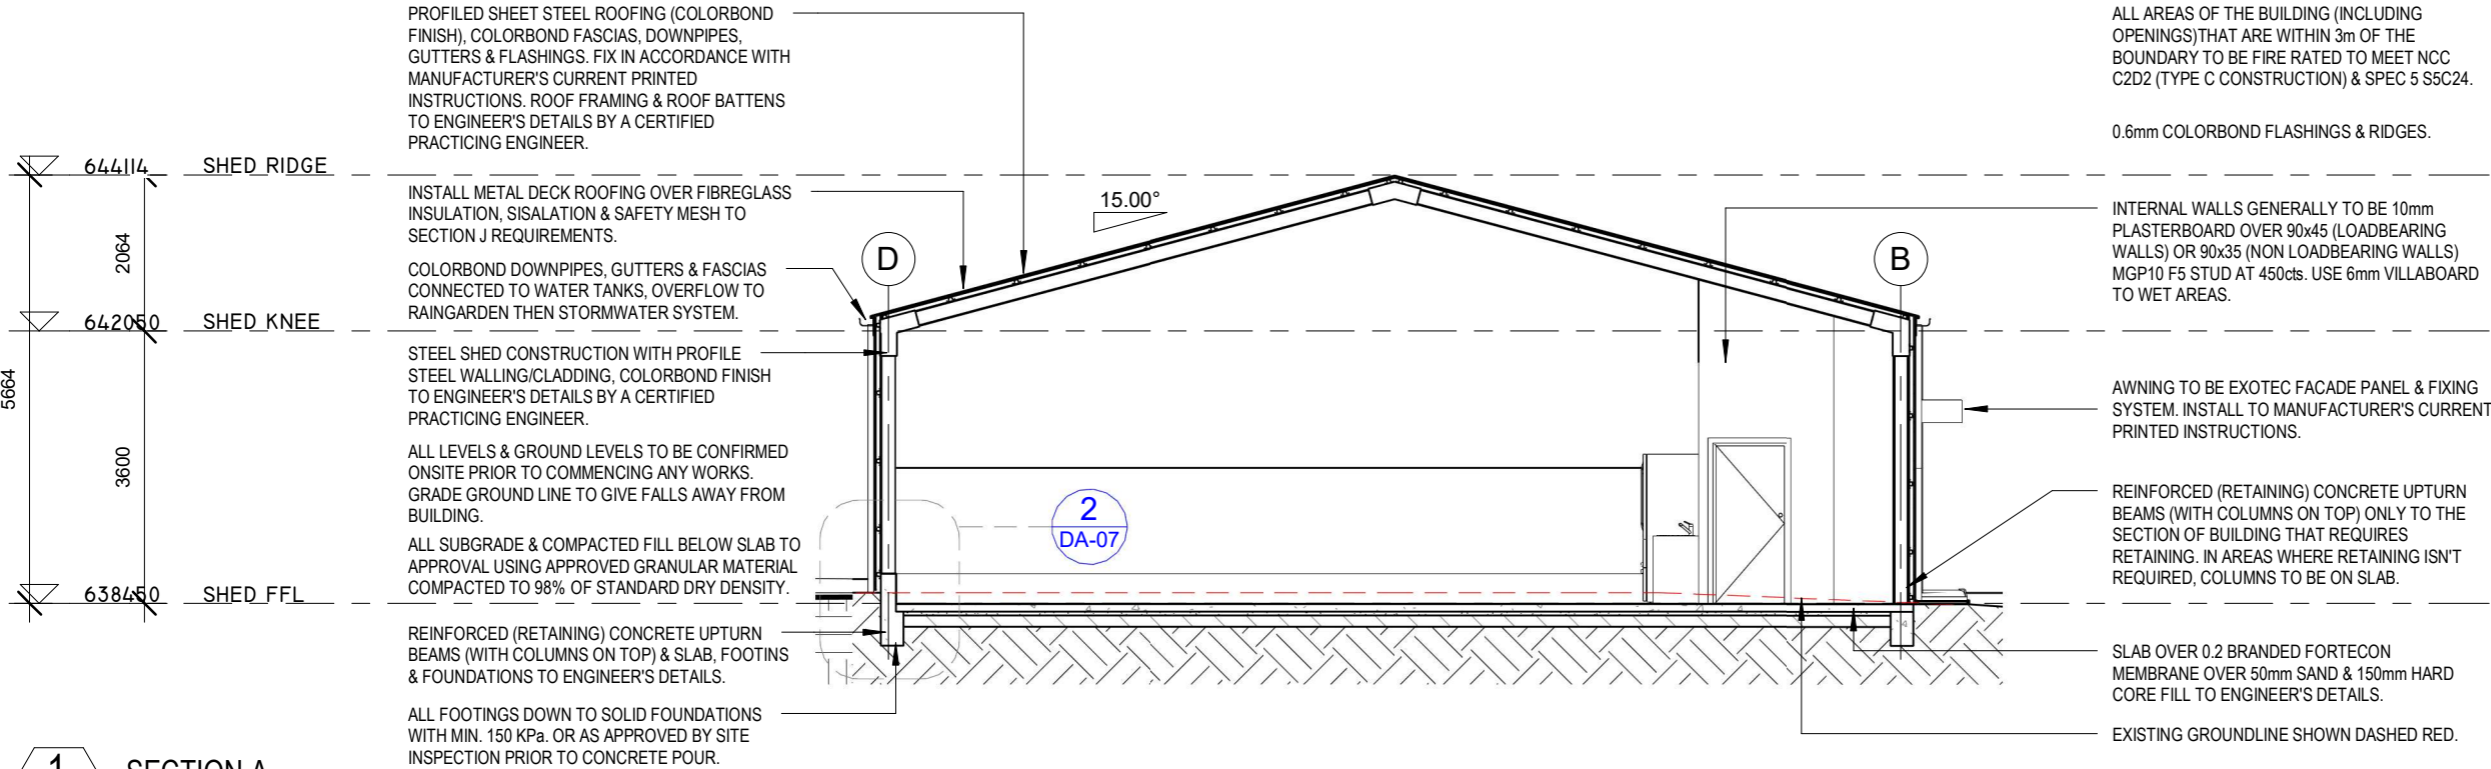 PROFILED SHEET STEEL ROOFING (COLORBOND
FINISH), COLORBOND FASCIAS, DOWNPIPES,
GUTTERS & FLASHINGS. FIX IN ACCORDANCE WITH
MANUFACTURER'S CURRENT PRINTED
INSTRUCTIONS. ROOF FRAMING & ROOF BATTENS
TO ENGINEER'S DETAILS BY A CERTIFIED
PRACTICING ENGINEER.
INSTALL METAL DECK ROOFING OVER FIBREGLASS
INSULATION, SISALATION & SAFETY MESH TO
SECTION J REQUIREMENTS.
COLORBOND DOWNPIPES, GUTTERS & FASCIAS
CONNECTED TO WATER TANKS, OVERFLOW TO
RAINGARDEN THEN STORMWATER SYSTEM.
STEEL SHED CONSTRUCTION WITH PROFILE
STEEL WALLING/CLADDING, COLORBOND FINISH
TO ENGINEER'S DETAILS BY A CERTIFIED
PRACTICING ENGINEER.
ALL LEVELS & GROUND LEVELS TO BE CONFIRMED
ONSITE PRIOR TO COMMENCING ANY WORKS.
GRADE GROUND LINE TO GIVE FALLS AWAY FROM
BUILDING.
ALL SUBGRADE & COMPACTED FILL BELOW SLAB TO
APPROVAL USING APPROVED GRANULAR MATERIAL
COMPACTED TO 98% OF STANDARD DRY DENSITY.
REINFORCED (RETAINING) CONCRETE UPTURN
BEAMS (WITH COLUMNS ON TOP) & SLAB, FOOTINS
& FOUNDATIONS TO ENGINEER'S DETAILS.
ALL FOOTINGS DOWN TO SOLID FOUNDATIONS
WITH MIN. 150 KPa. OR AS APPROVED BY SITE
INSPECTION PRIOR TO CONCRETE POUR.
644114 SHED RIDGE
2064
642050 SHED KNEE
5664
3600
638450 SHED FFL
15.00°
D
B
2
DA-07
ALL AREAS OF THE BUILDING (INCLUDING
OPENINGS)THAT ARE WITHIN 3m OF THE
BOUNDARY TO BE FIRE RATED TO MEET NCC
C2D2 (TYPE C CONSTRUCTION) & SPEC 5 S5C24.
0.6mm COLORBOND FLASHINGS & RIDGES.
INTERNAL WALLS GENERALLY TO BE 10mm
PLASTERBOARD OVER 90x45 (LOADBEARING
WALLS) OR 90x35 (NON LOADBEARING WALLS)
MGP10 F5 STUD AT 450cts. USE 6mm VILLABOARD
TO WET AREAS.
AWNING TO BE EXOTEC FACADE PANEL & FIXING
SYSTEM. INSTALL TO MANUFACTURER'S CURRENT
PRINTED INSTRUCTIONS.
REINFORCED (RETAINING) CONCRETE UPTURN
BEAMS (WITH COLUMNS ON TOP) ONLY TO THE
SECTION OF BUILDING THAT REQUIRES
RETAINING. IN AREAS WHERE RETAINING ISN'T
REQUIRED, COLUMNS TO BE ON SLAB.
SLAB OVER 0.2 BRANDED FORTECON
MEMBRANE OVER 50mm SAND & 150mm HARD
CORE FILL TO ENGINEER'S DETAILS.
EXISTING GROUNDLINE SHOWN DASHED RED.
1
SECTION A